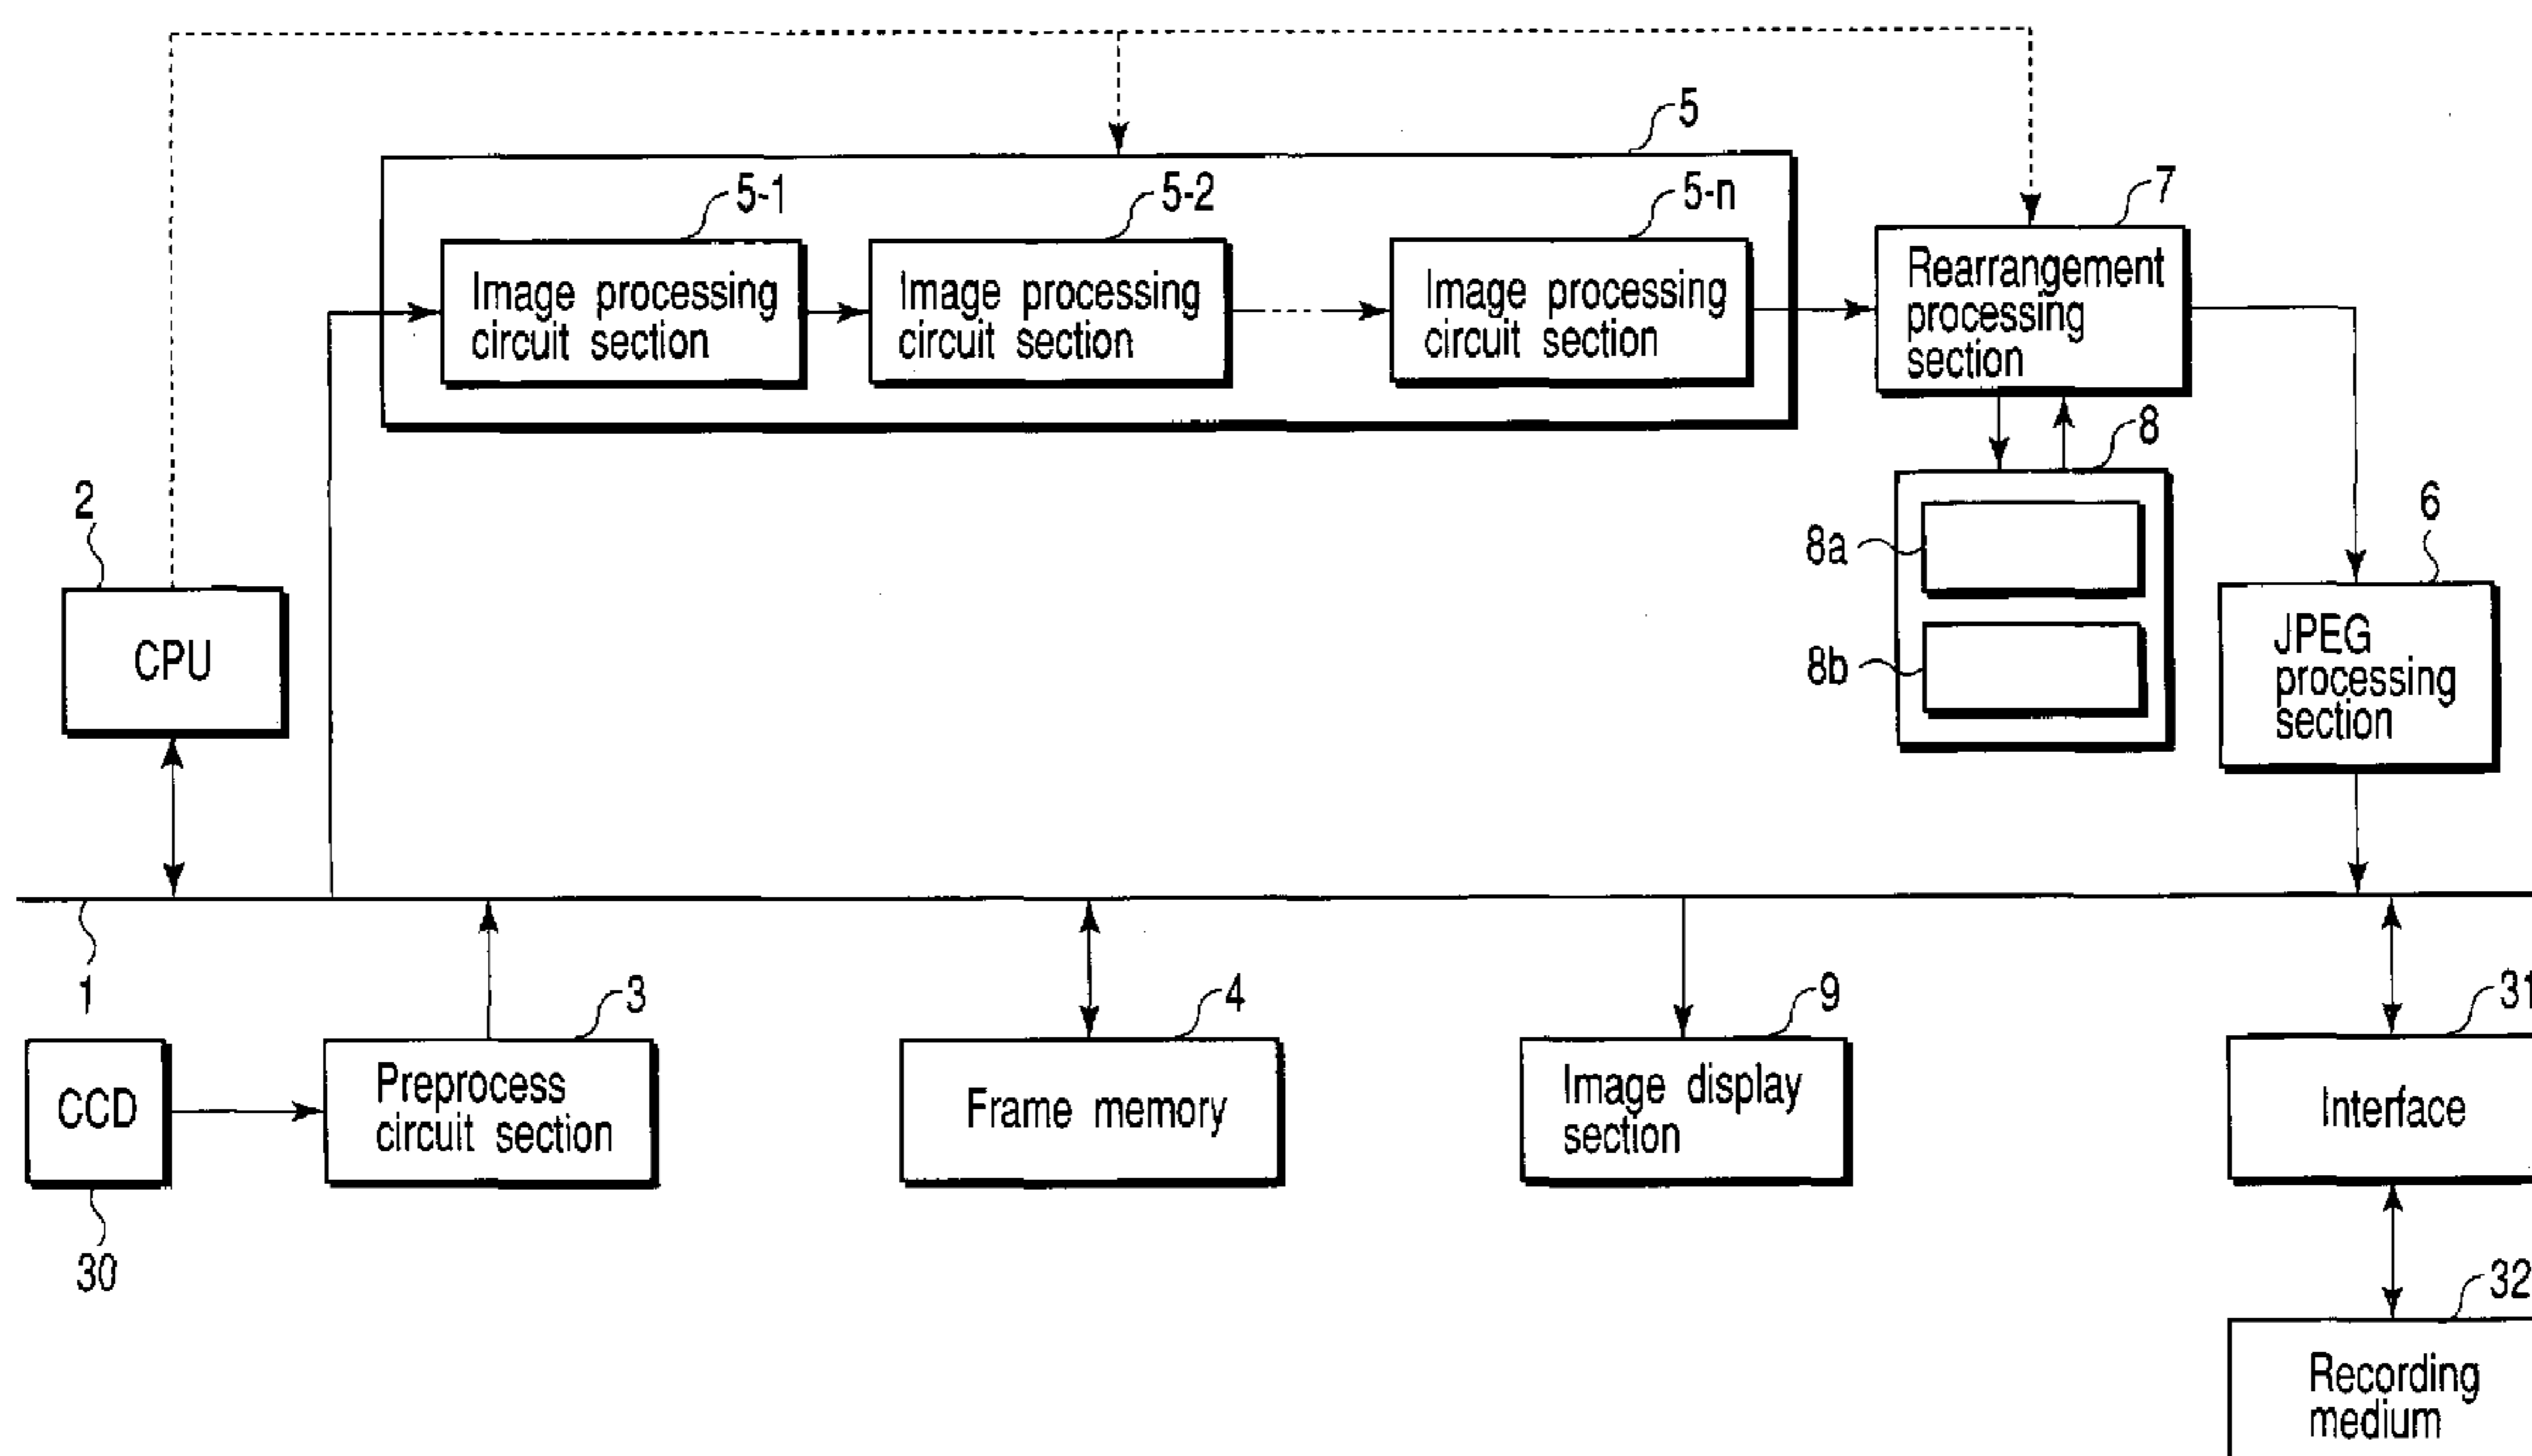 5
5-1
5-2
5-n
7
Image processing
circuit section
Image processing
circuit section
Image processing
circuit section
Rearrangement
processing
section
8
8a
8b
2
CPU
6
JPEG
processing
section
1
3
4
9
31
CCD
Preprocess
circuit section
Frame memory
Image display
section
Interface
30
32
Recording
medium